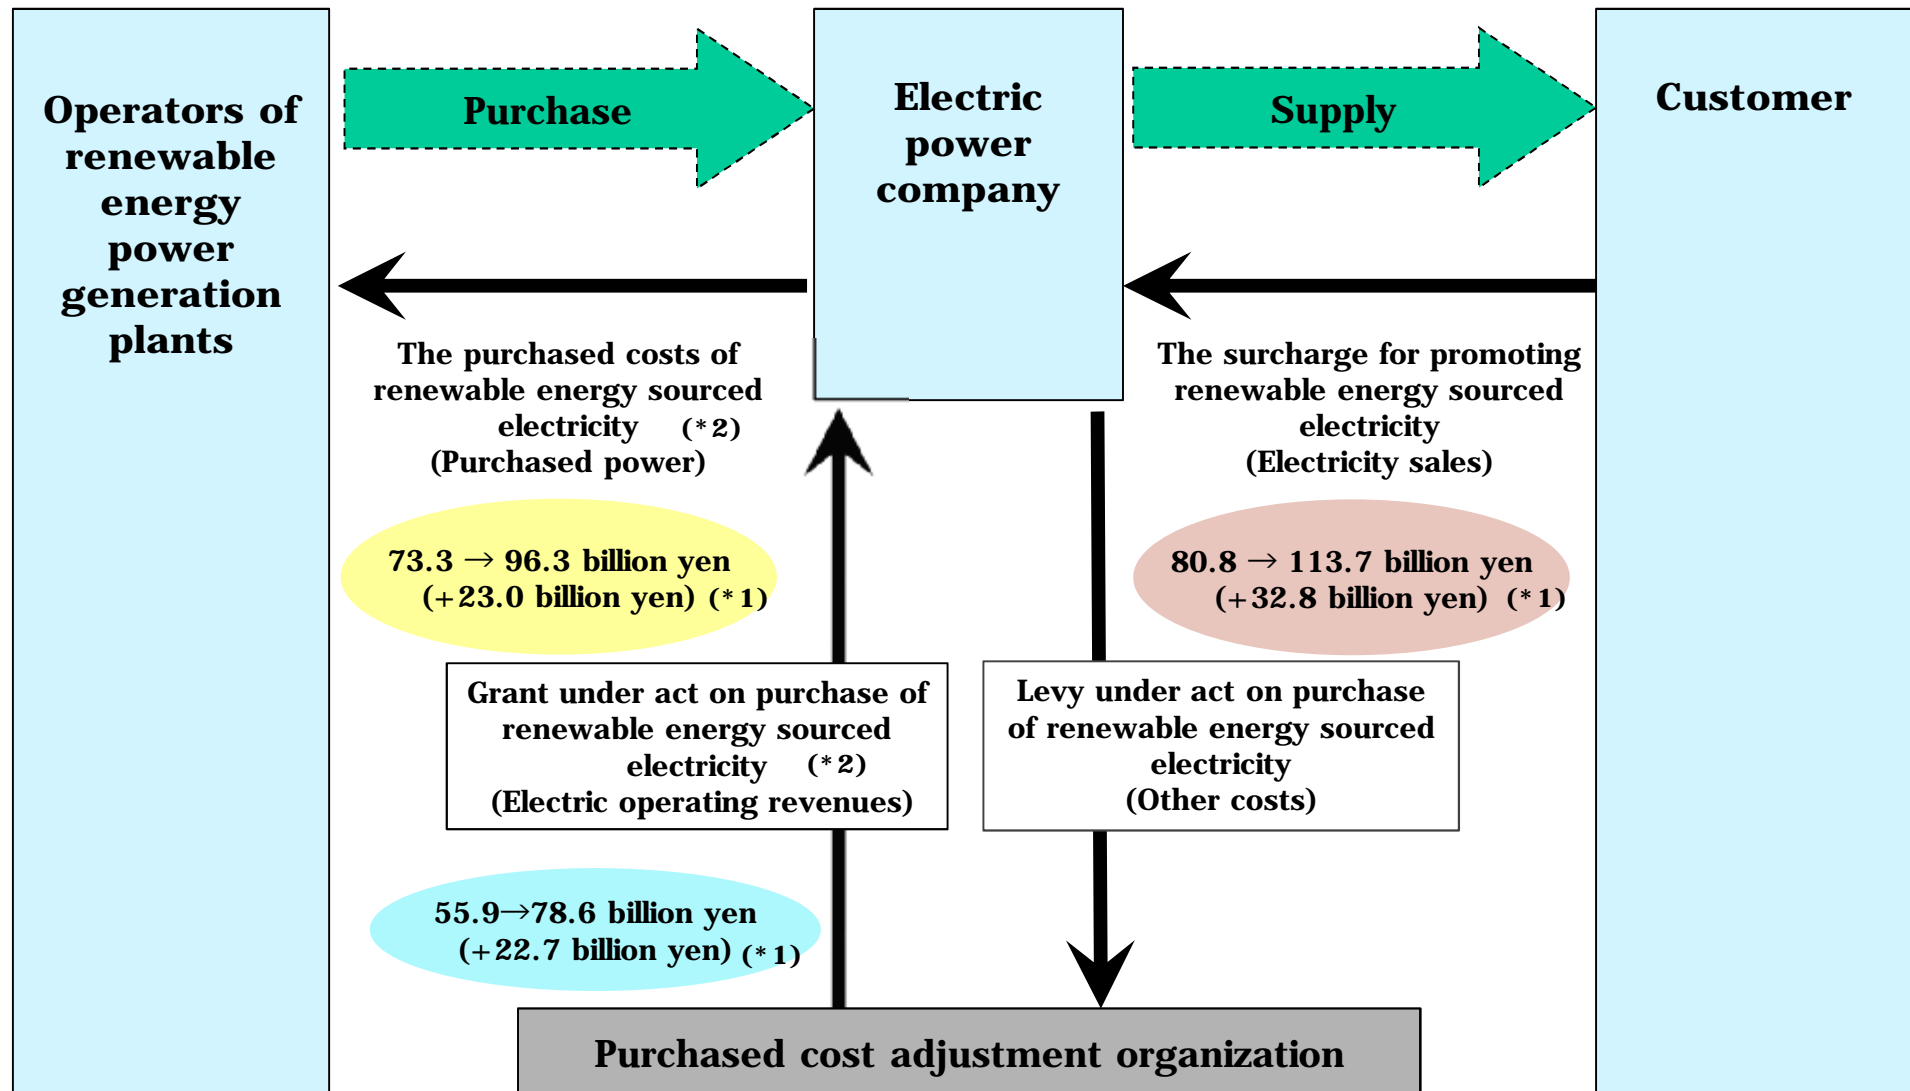 Operators of
renewable
energy
power
generation
plants
Purchase
Electric
power
company
Supply
Customer
The purchased costs of
renewable energy sourced
electricity (*2)
(Purchased power)
73.3 → 96.3 billion yen
(+23.0 billion yen) (*1)
The surcharge for promoting
renewable energy sourced
electricity
(Electricity sales)
80.8 → 113.7 billion yen
(+32.8 billion yen) (*1)
Grant under act on purchase of
renewable energy sourced
electricity (*2)
(Electric operating revenues)
Levy under act on purchase
of renewable energy sourced
electricity
(Other costs)
55.9→78.6 billion yen
(+22.7 billion yen) (*1)
Purchased cost adjustment organization